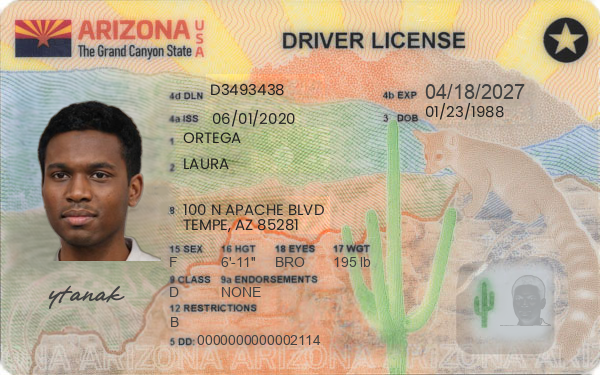 ARIZONA USA
The Grand Canyon State
DRIVER LICENSE
4d DLN D3493438
4b EXP 04/18/2027
4a ISS 06/01/2020
3 DOB 01/23/1988
1 ORTEGA
2 LAURA
8 100 N APACHE BLVD
TEMPE, AZ 85281
15 SEX 16 HGT 18 EYES 17 WGT
F 6'-11" BRO 195 lb
9 CLASS 9a ENDORSEMENTS
D NONE
12 RESTRICTIONS
B
5 DD: 0000000000002114
ytanak
ARIZONA ARIZONA ARIZONA ARIZONA